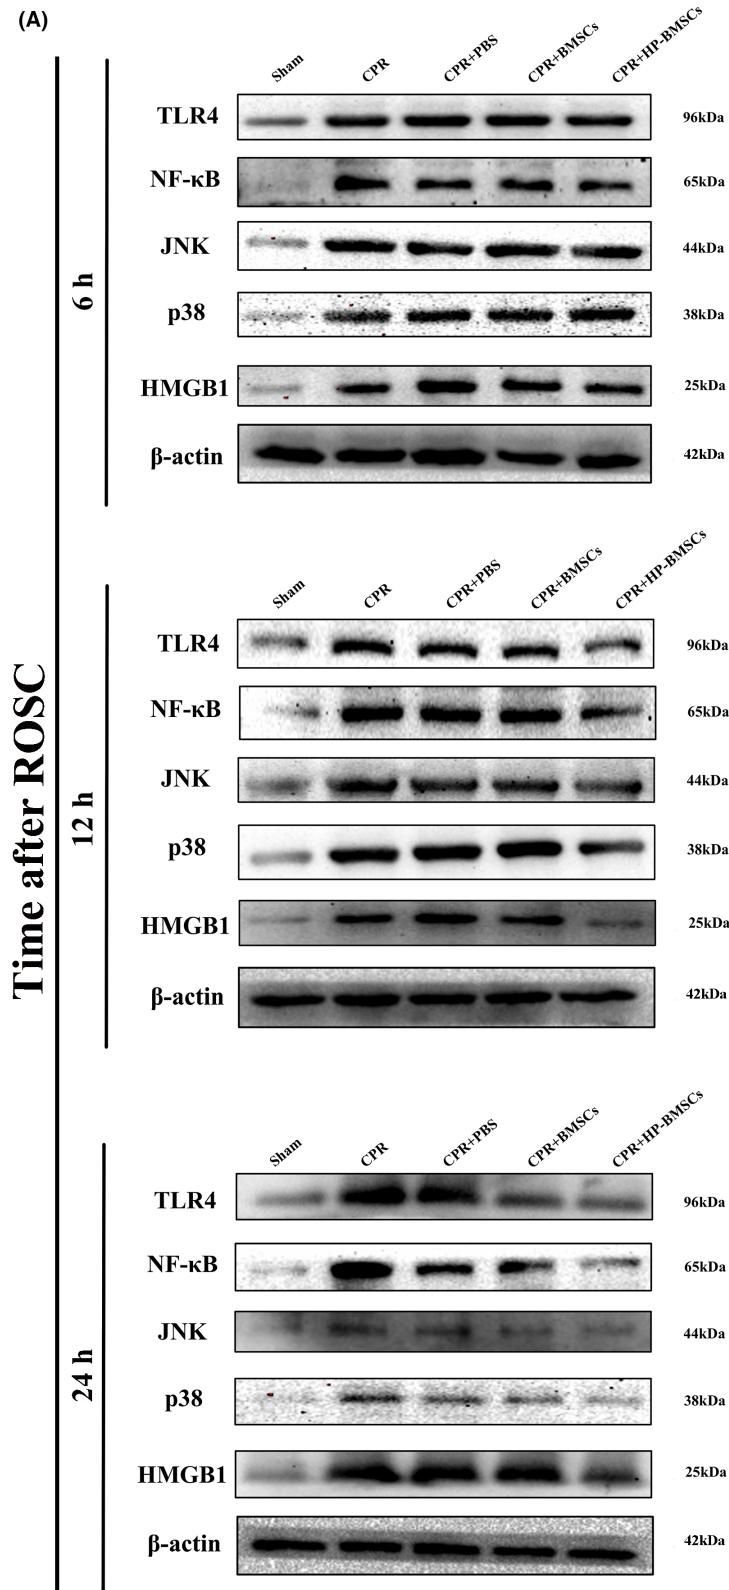 (A)
Time after ROSC
6 h
Sham CPR CPR+PBS CPR+BMSCs CPR+HP-BMSCs
TLR4 96kDa
NF-κB 65kDa
JNK 44kDa
p38 38kDa
HMGB1 25kDa
β-actin 42kDa
12 h
Sham CPR CPR+PBS CPR+BMSCs CPR+HP-BMSCs
TLR4 96kDa
NF-κB 65kDa
JNK 44kDa
p38 38kDa
HMGB1 25kDa
β-actin 42kDa
24 h
Sham CPR CPR+PBS CPR+BMSCs CPR+HP-BMSCs
TLR4 96kDa
NF-κB 65kDa
JNK 44kDa
p38 38kDa
HMGB1 25kDa
β-actin 42kDa